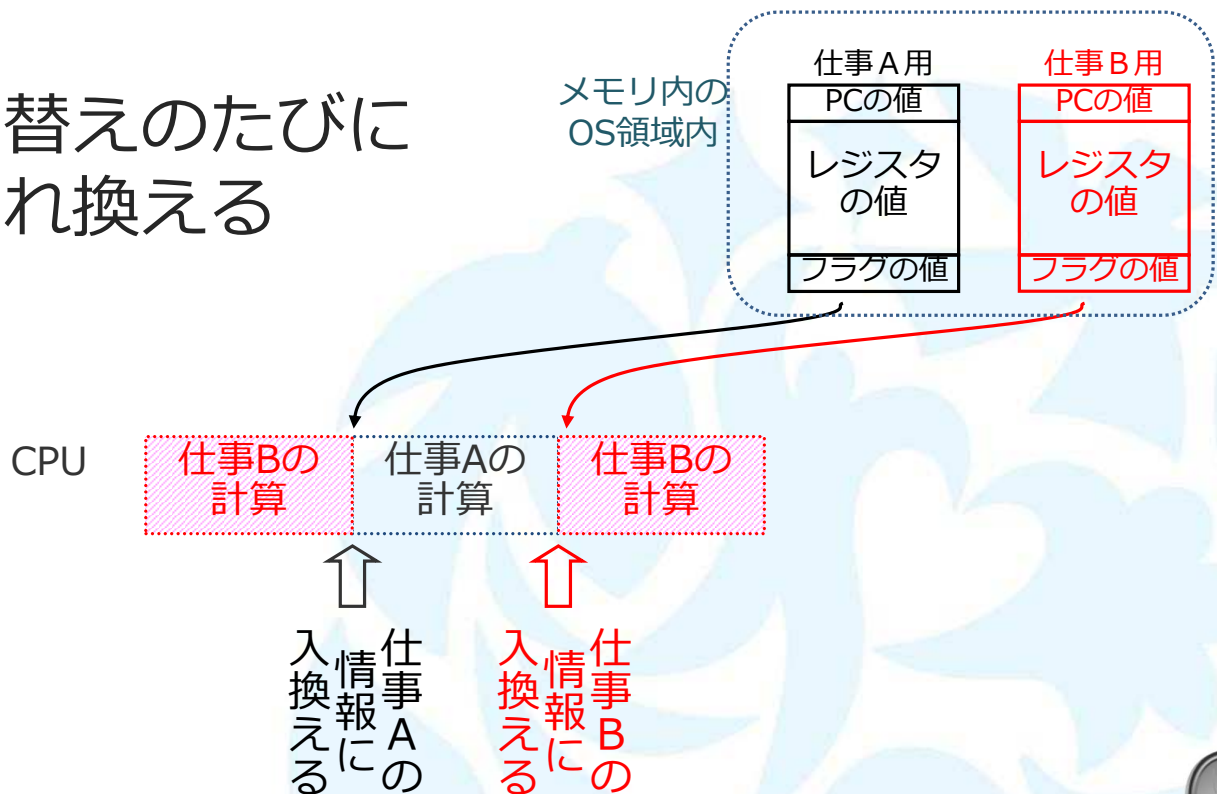 替えのたびに
れ換える
メモリ内の
OS領域内
仕事A用
PCの値
レジスタ
の値
フラグの値
仕事B用
PCの値
レジスタ
の値
フラグの値
CPU
仕事Bの
計算
仕事Aの
計算
仕事Bの
計算
仕事Aの
情報に
入換える
仕事Bの
情報に
入換える